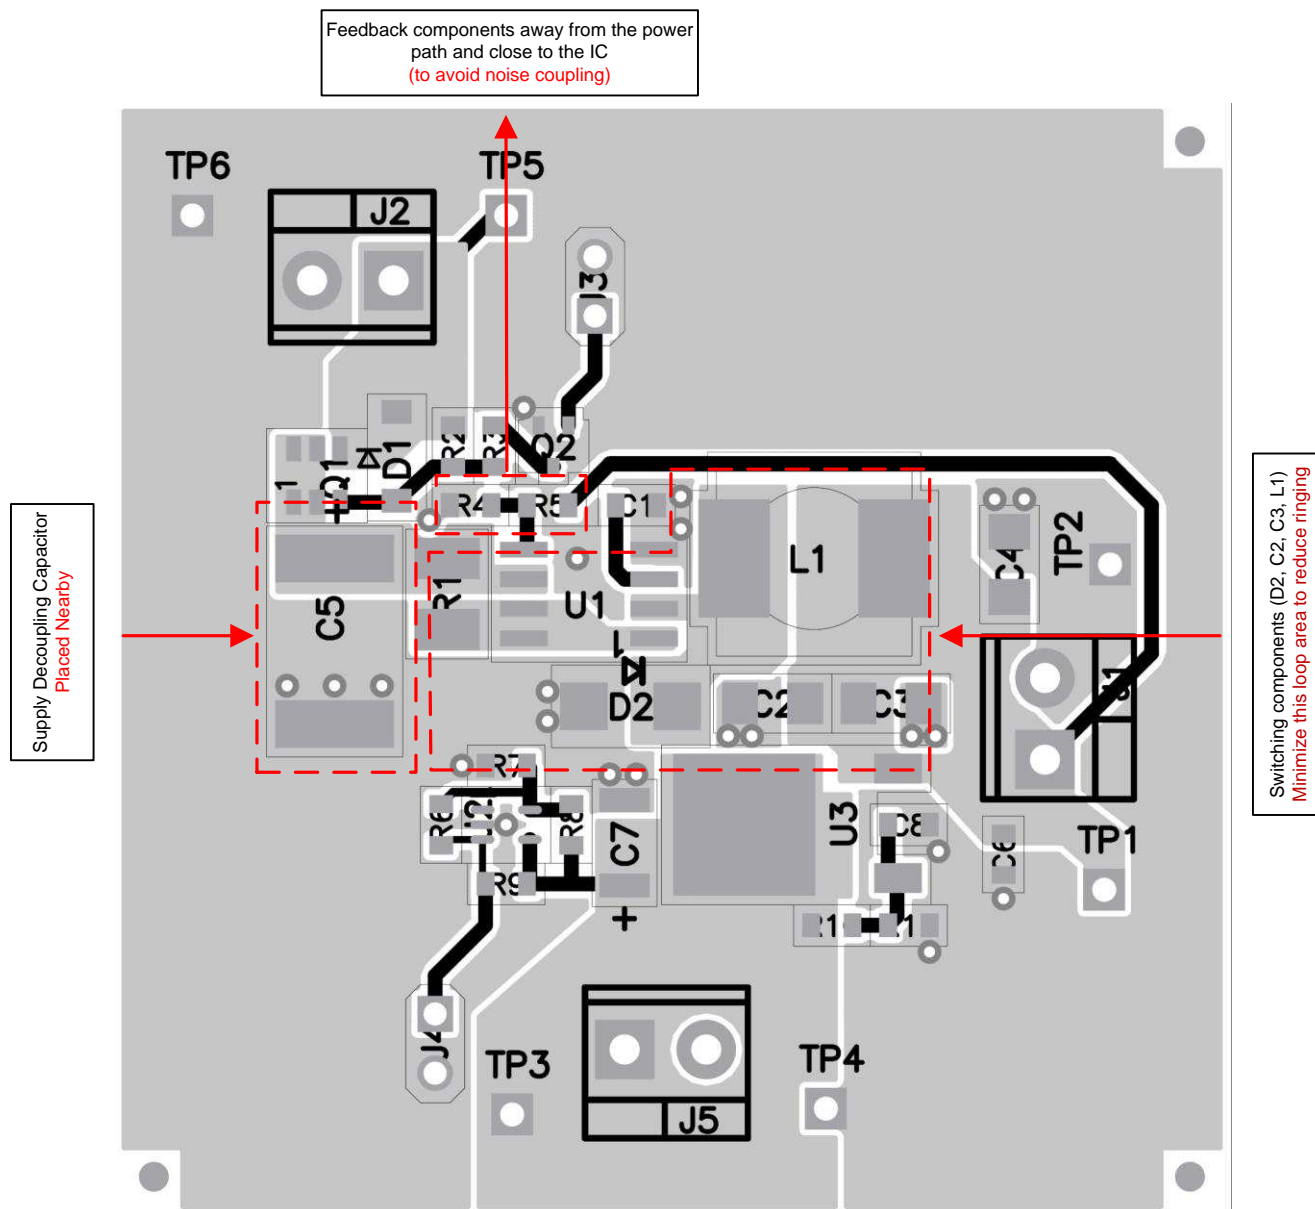 Feedback components away from the power
path and close to the IC
(to avoid noise coupling)
TP6
TP5
J2
J3
R2
R3
Q2
D1
Q1
1
+
R4
R5
C1
L1
C4
TP2
Supply Decoupling Capacitor
Placed Nearby
C5
R1
U1
1
D2
C2
C3
J1
Switching components (D2, C2, C3, L1)
Minimize this loop area to reduce ringing
R7
R6
U2
R8
C7
+
U3
C8
C6
TP1
R9
J4
TP3
TP4
J5